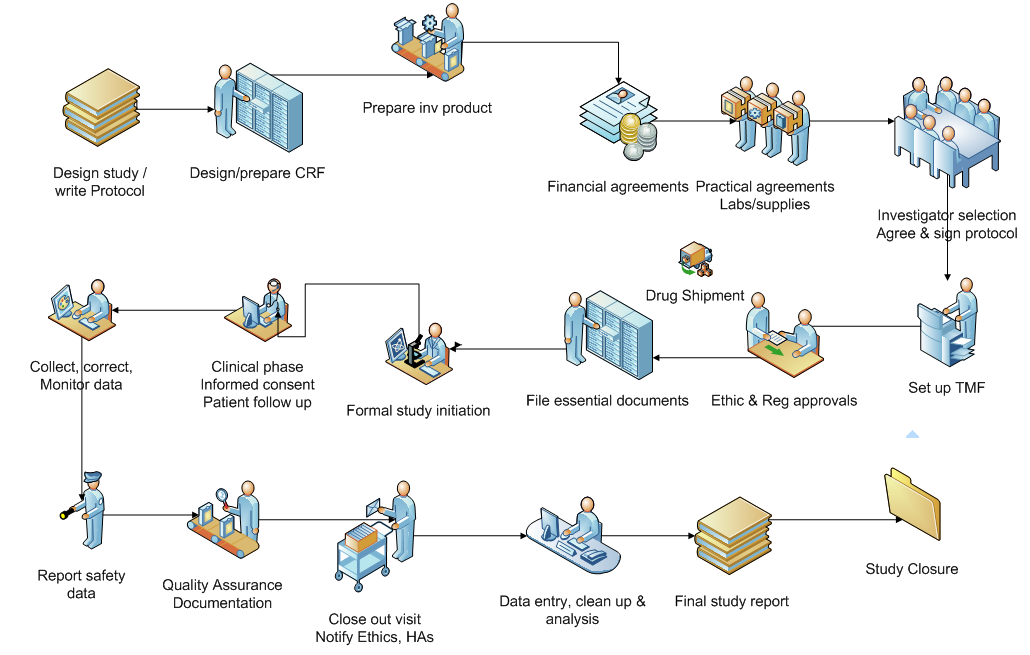 Design study /
write Protocol
Design/prepare CRF
Prepare inv product
Financial agreements
Practical agreements
Labs/supplies
Investigator selection
Agree & sign protocol
Set up TMF
Drug Shipment
Ethic & Reg approvals
File essential documents
Formal study initiation
Clinical phase
Informed consent
Patient follow up
Collect, correct,
Monitor data
Report safety
data
Quality Assurance
Documentation
Close out visit
Notify Ethics, HAs
Data entry, clean up &
analysis
Final study report
Study Closure